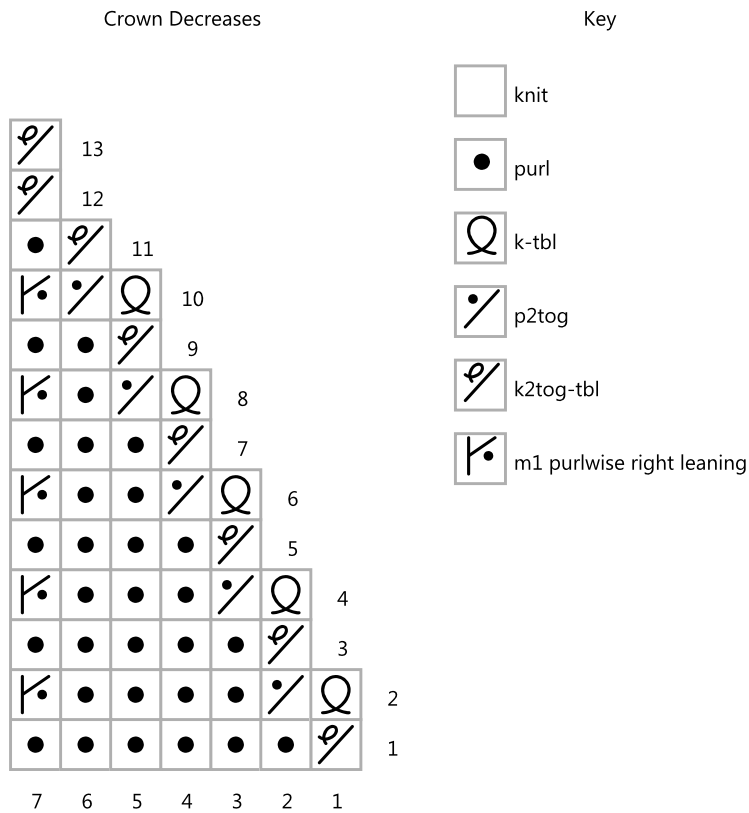 Crown Decreases
Key
knit
purl
k-tbl
p2tog
k2tog-tbl
m1 purlwise right leaning
13
12
11
10
9
8
7
6
5
4
3
2
1
7 6 5 4 3 2 1